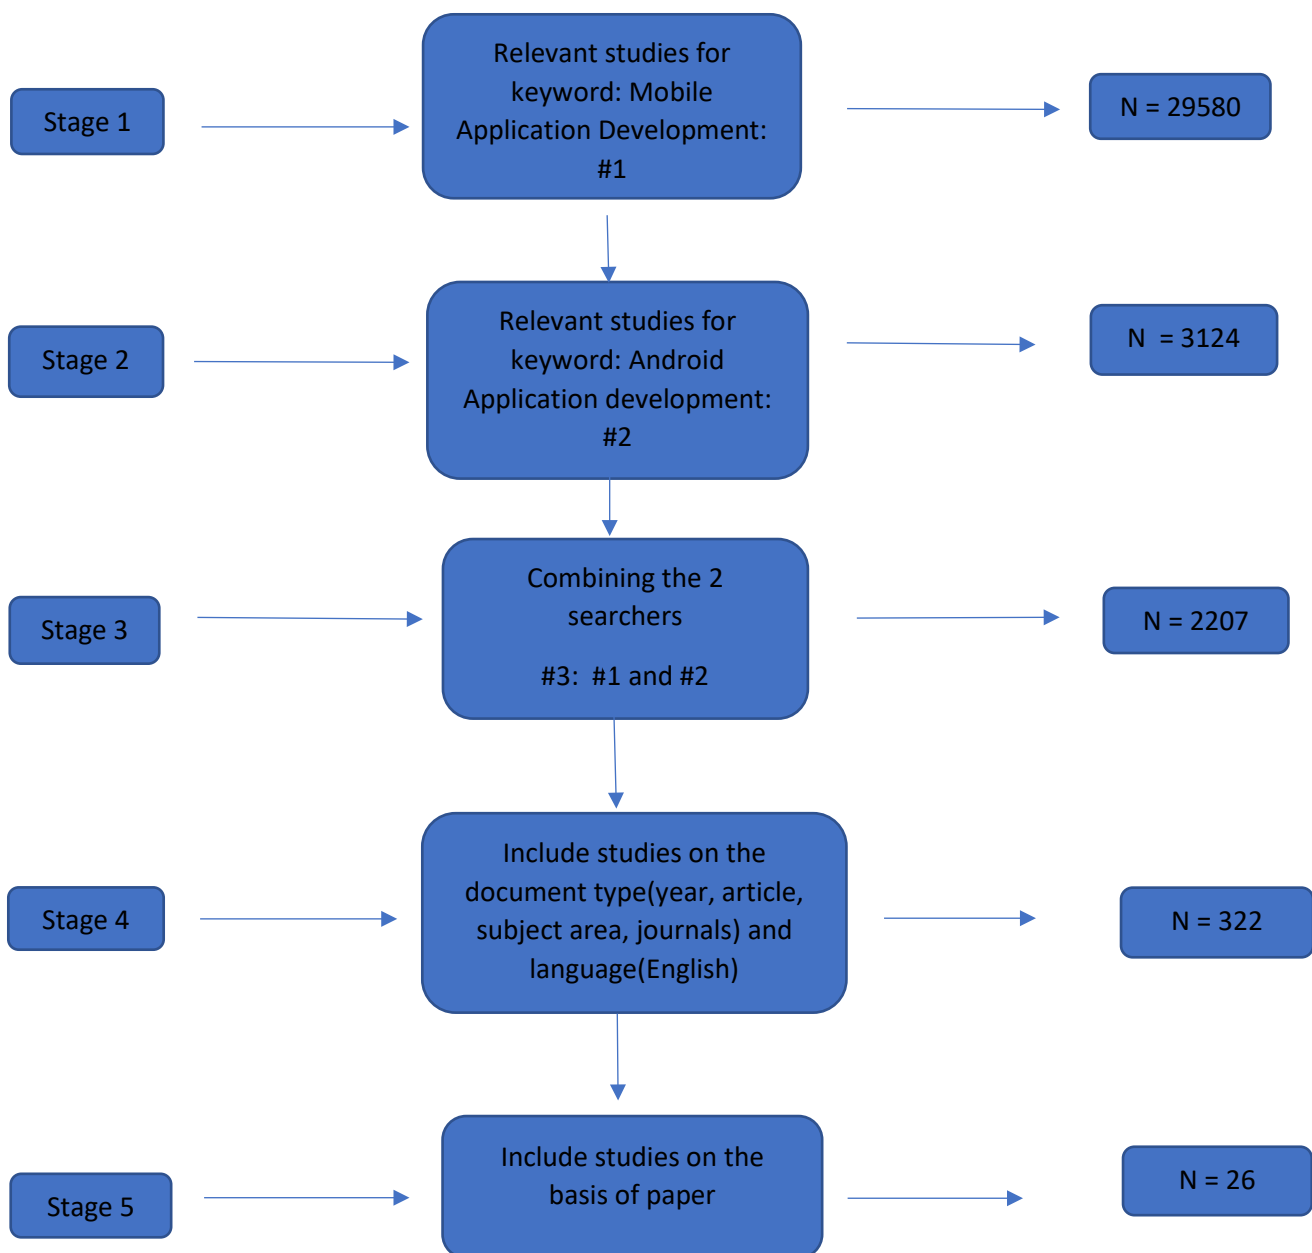 Stage 1
Relevant studies for
keyword: Mobile
Application Development:
#1
N = 29580
Stage 2
Relevant studies for
keyword: Android
Application development:
#2
N = 3124
Stage 3
Combining the 2
searchers
#3: #1 and #2
N = 2207
Stage 4
Include studies on the
document type(year, article,
subject area, journals) and
language(English)
N = 322
Stage 5
Include studies on the
basis of paper
N = 26